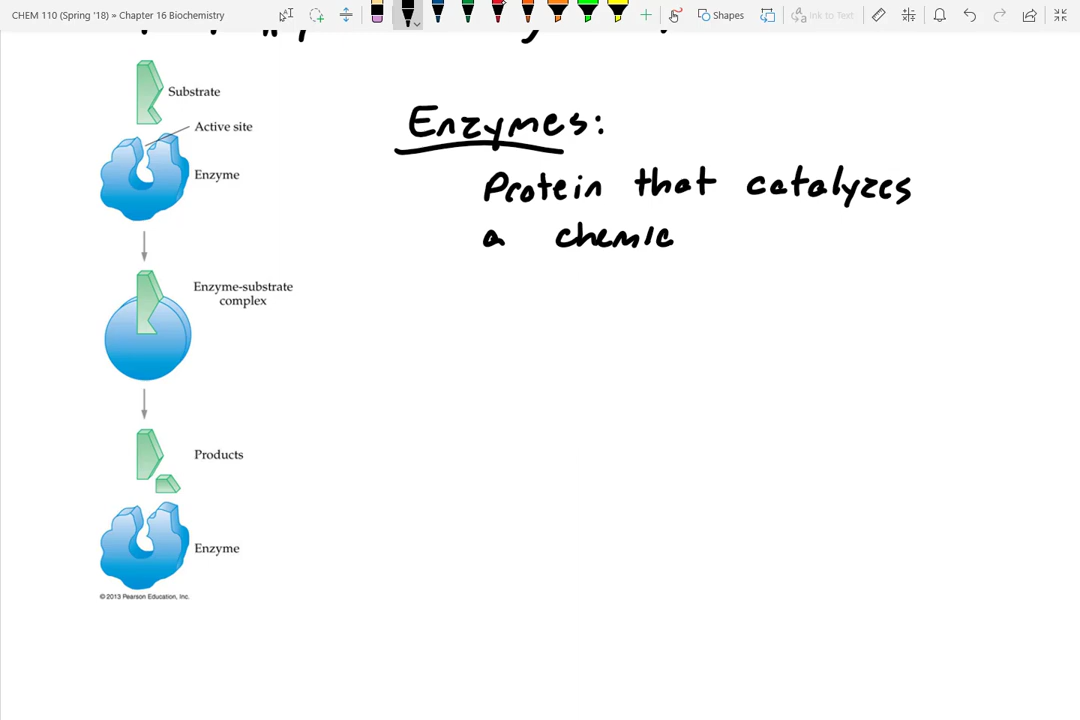 CHEM 110 (Spring '18) » Chapter 16 Biochemistry
Shapes
Ink to Text
Substrate
Active site
Enzyme
Enzyme-substrate
complex
Products
Enzyme
© 2013 Pearson Education, Inc.
Enzymes:
Protein that catalyzes
a chemic